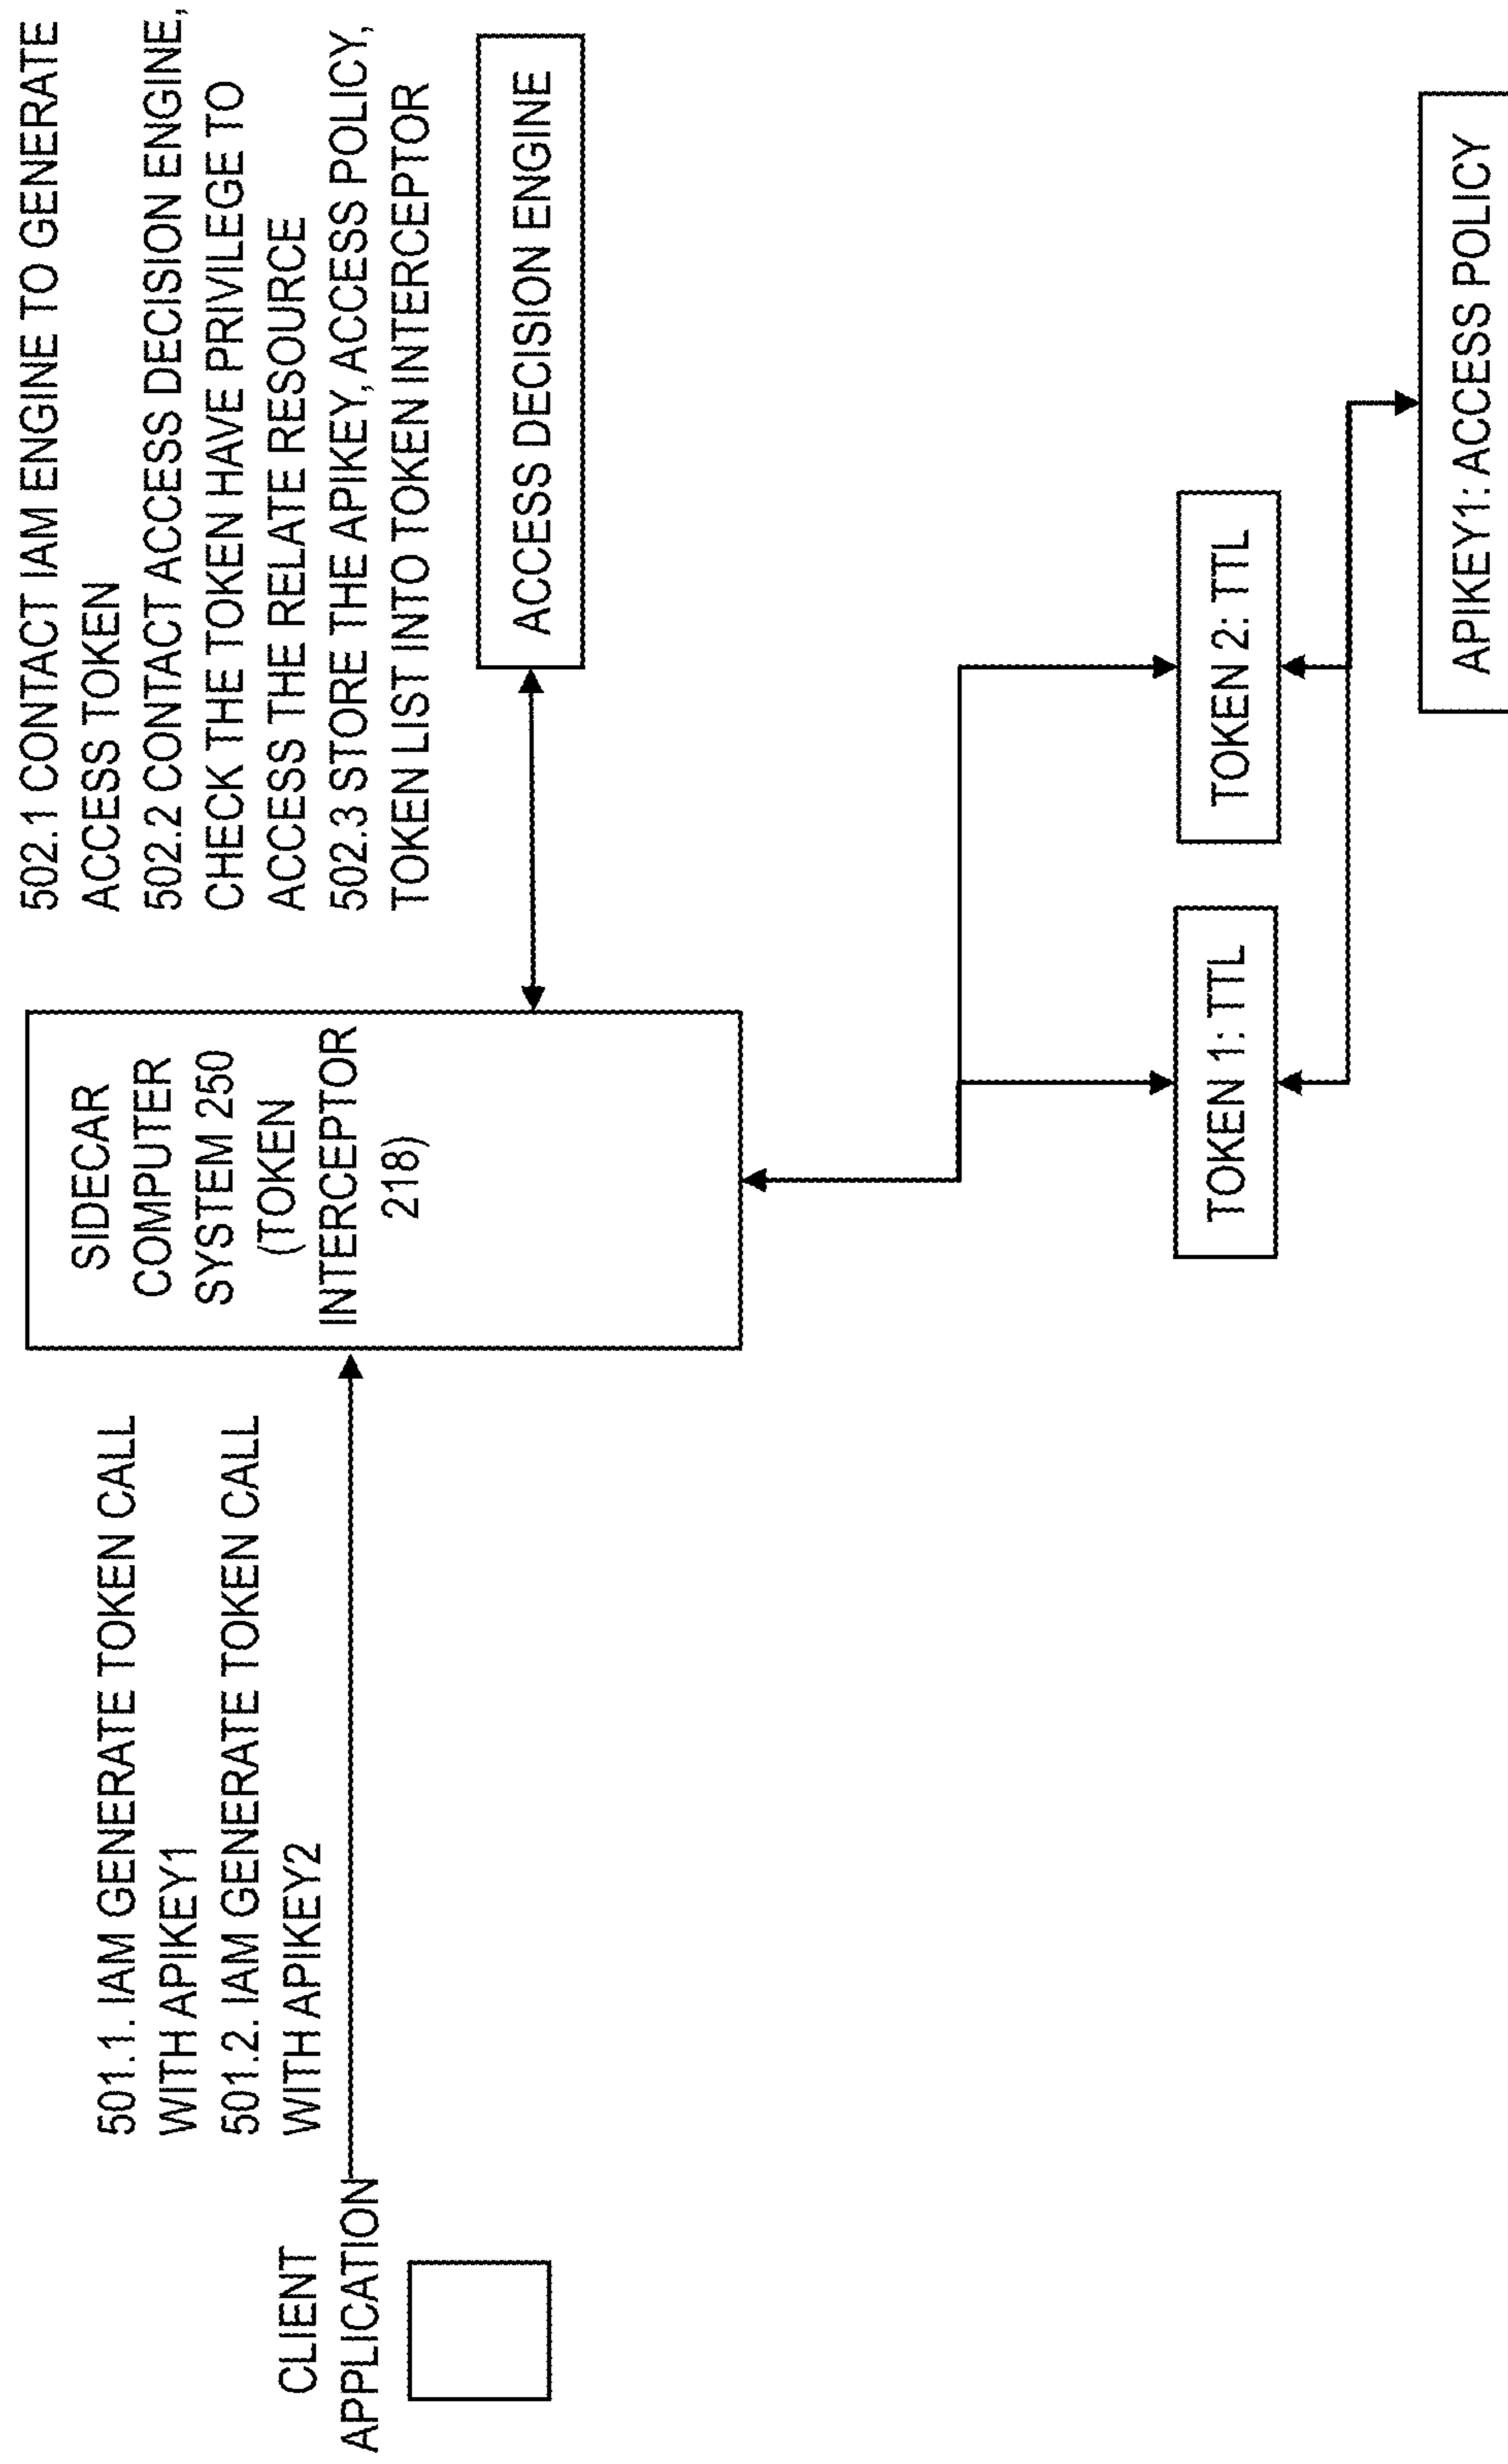 502.1 CONTACT IAM ENGINE TO GENERATE
ACCESS TOKEN
502.2 CONTACT ACCESS DECISION ENGINE,
CHECK THE TOKEN HAVE PRIVILEGE TO
ACCESS THE RELATE RESOURCE
502.3 STORE THE APIKEY, ACCESS POLICY,
TOKEN LIST INTO TOKEN INTERCEPTOR
501.1. IAM GENERATE TOKEN CALL
WITH APIKEY1
501.2. IAM GENERATE TOKEN CALL
WITH APIKEY2
CLIENT
APPLICATION
SIDECAR
COMPUTER
SYSTEM 250
(TOKEN
INTERCEPTOR
218)
ACCESS DECISION ENGINE
TOKEN 1: TTL
TOKEN 2: TTL
APIKEY1: ACCESS POLICY